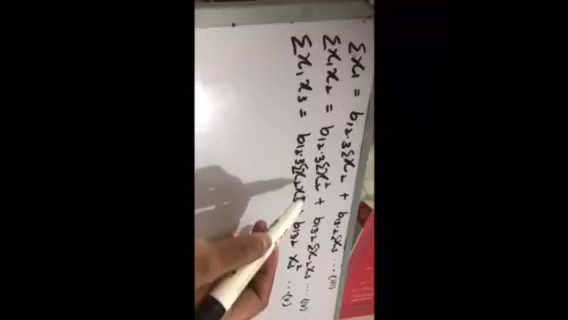 Σx₁ = b₁₂.₃Σx₂ + b₁₃.₂Σx₃ ...(iii)
Σx₁x₂ = b₁₂.₃Σx₂² + b₁₃.₂Σx₂x₃ ...(iv)
Σx₁x₃ = b₁₂.₃Σx₂x₃ b₁₃.₂ x₃² ...(v)